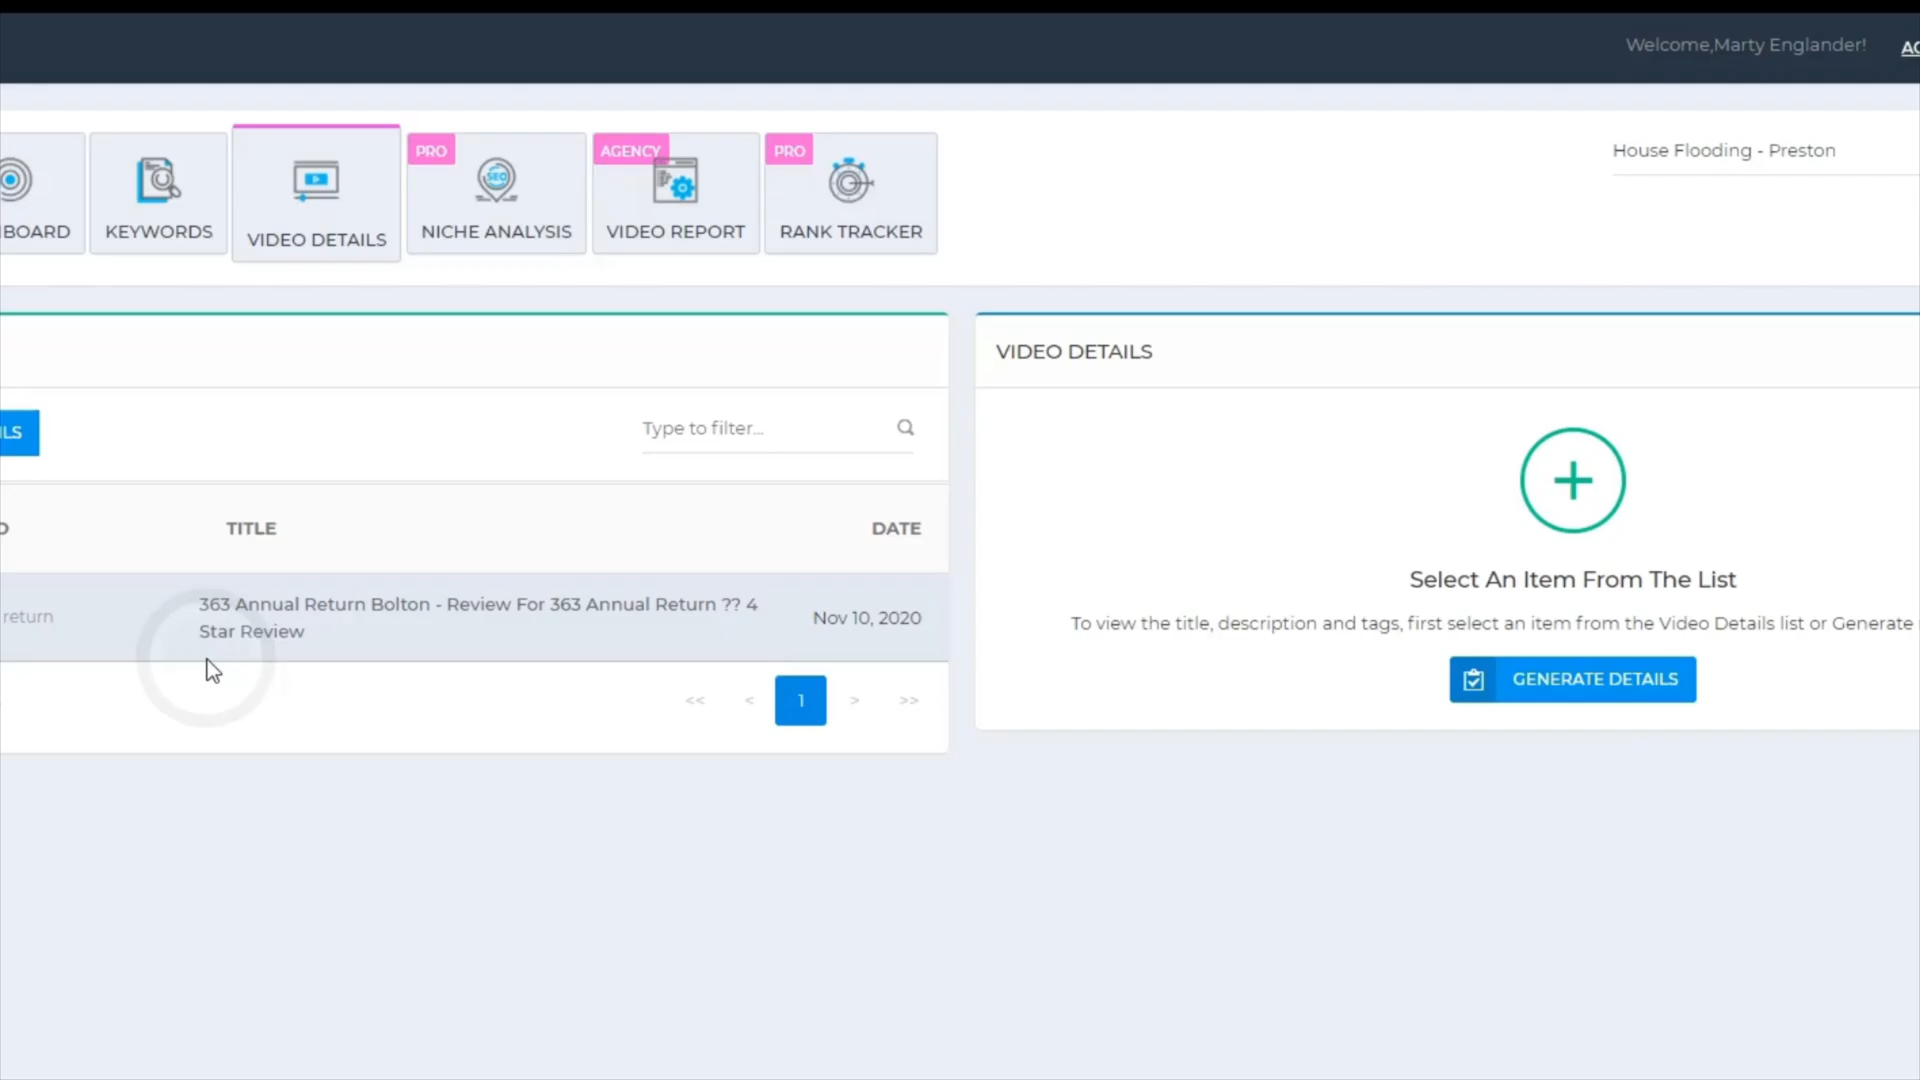 Welcome,Marty Englander!
PRO
AGENCY
PRO
House Flooding - Preston
SEO
KEYWORDS
VIDEO DETAILS
NICHE ANALYSIS
VIDEO REPORT
RANK TRACKER
VIDEO DETAILS
Type to filter...
TITLE
DATE
return
363 Annual Return Bolton - Review For 363 Annual Return ?? 4
Star Review
Nov 10, 2020
<< < 1 > >>
Select An Item From The List
To view the title, description and tags, first select an item from the Video Details list or Generate
GENERATE DETAILS